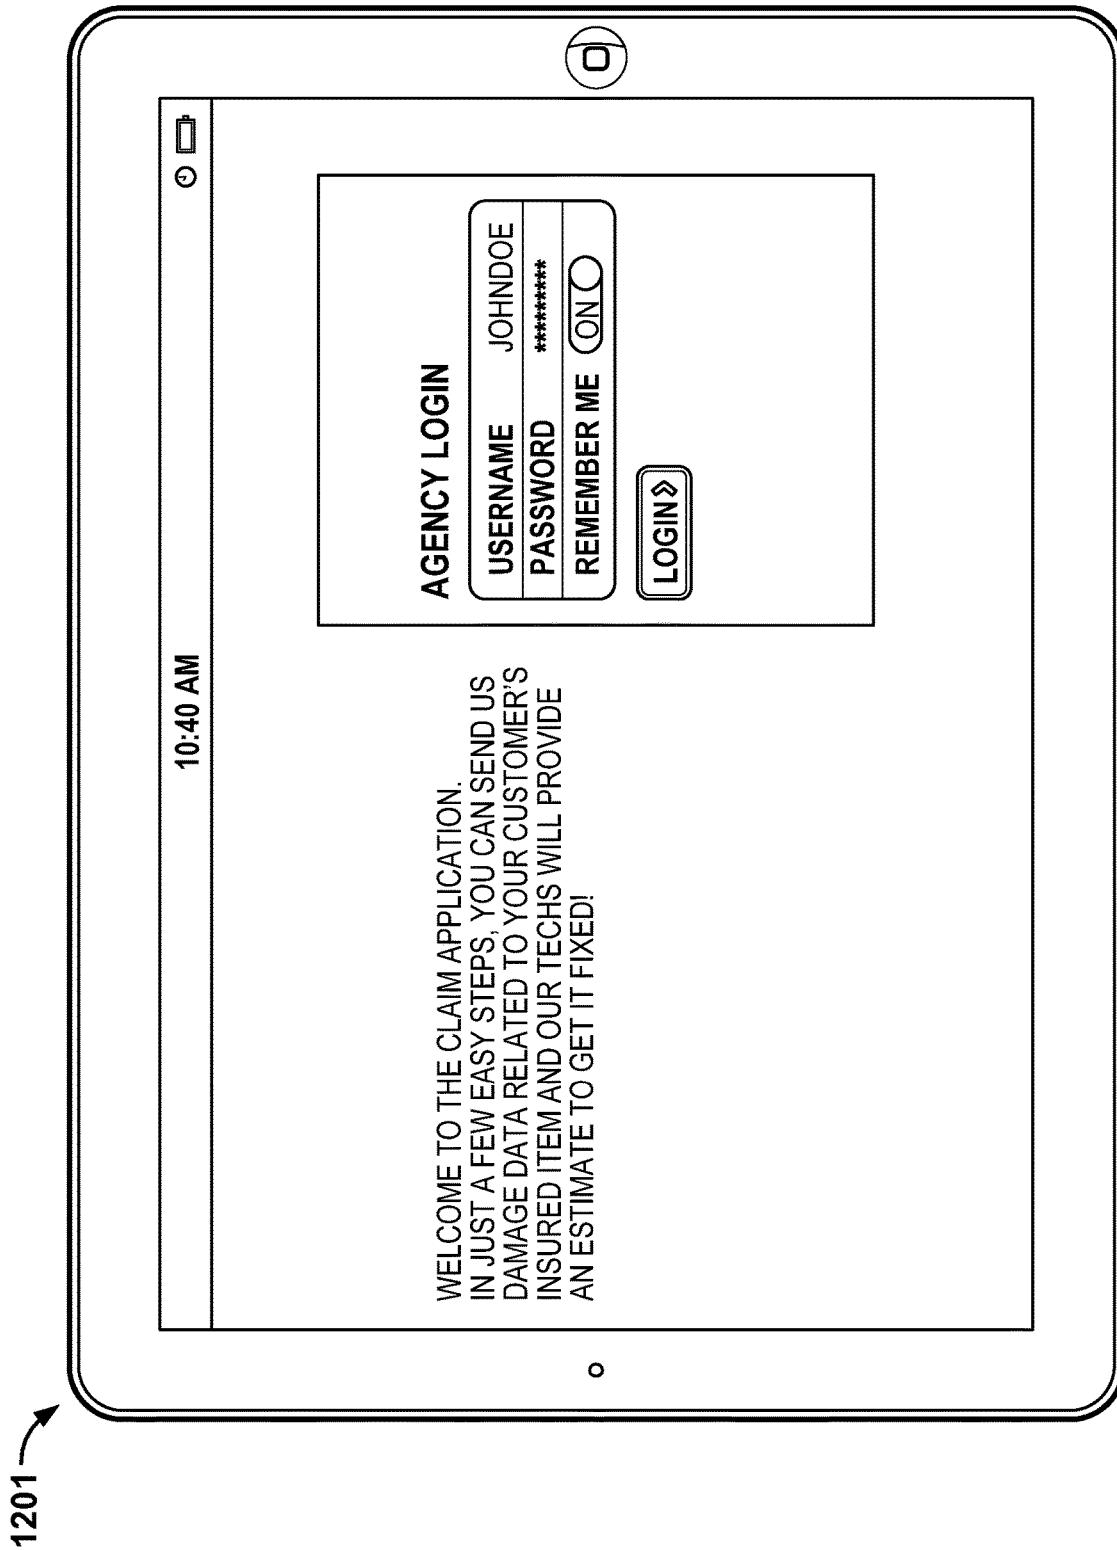 1201
10:40 AM
WELCOME TO THE CLAIM APPLICATION.
IN JUST A FEW EASY STEPS, YOU CAN SEND US
DAMAGE DATA RELATED TO YOUR CUSTOMER'S
INSURED ITEM AND OUR TECHS WILL PROVIDE
AN ESTIMATE TO GET IT FIXED!
AGENCY LOGIN
USERNAME JOHNDOE
PASSWORD *********
REMEMBER ME ON
LOGIN »